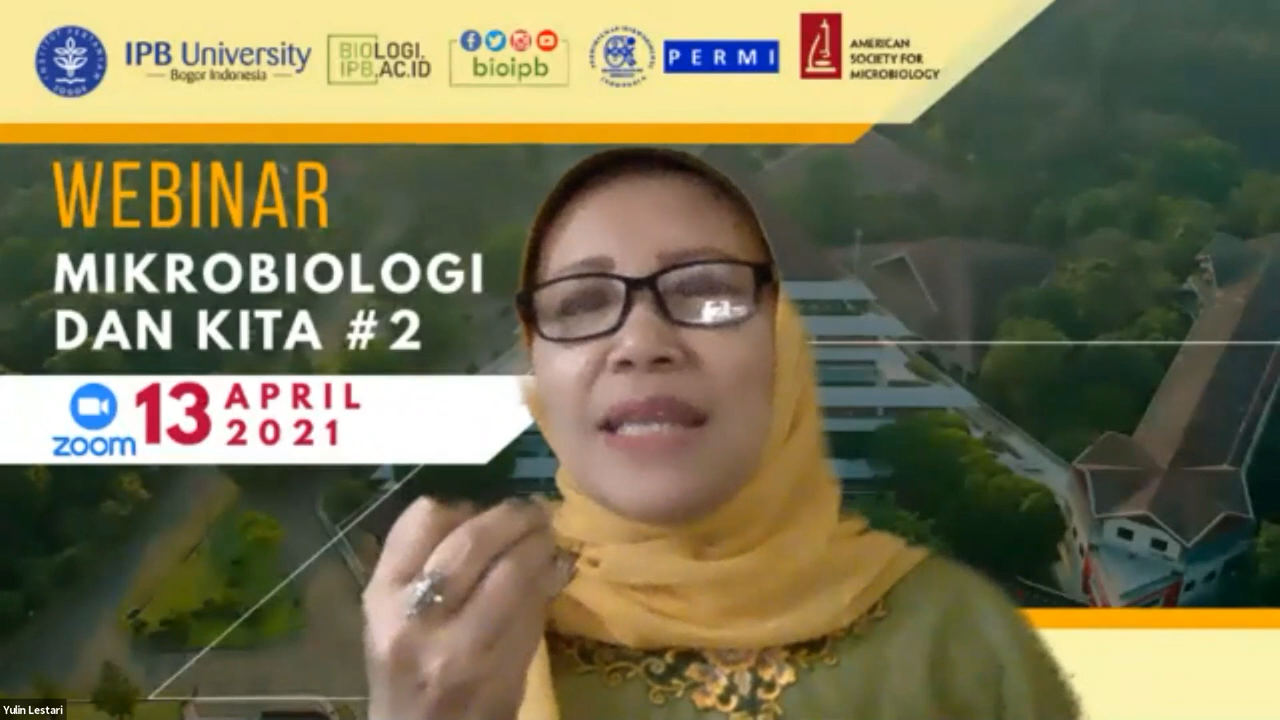 IPB University
Bogor Indonesia
BIOLOGI.
IPB.AC.ID
bioipb
PERMI
AMERICAN
SOCIETY FOR
MICROBIOLOGY
WEBINAR
MIKROBIOLOGI
DAN KITA #2
zoom
13 APRIL
2021
Yulin Lestari